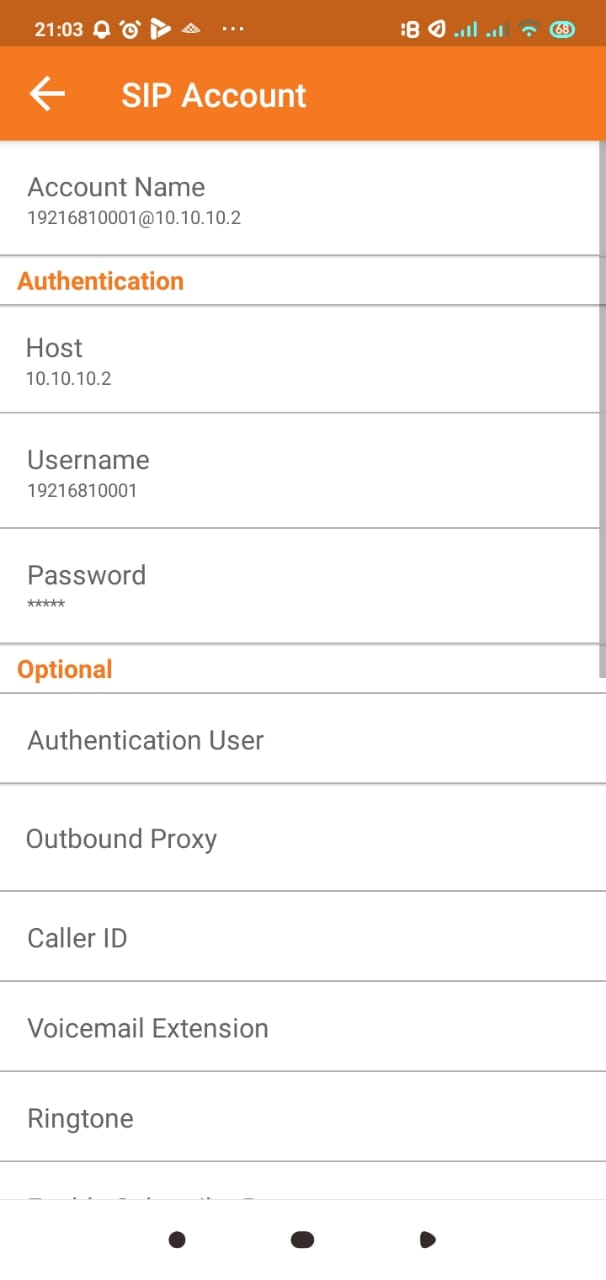 21:03
68
SIP Account
Account Name
19216810001@10.10.10.2
Authentication
Host
10.10.10.2
Username
19216810001
Password
*****
Optional
Authentication User
Outbound Proxy
Caller ID
Voicemail Extension
Ringtone